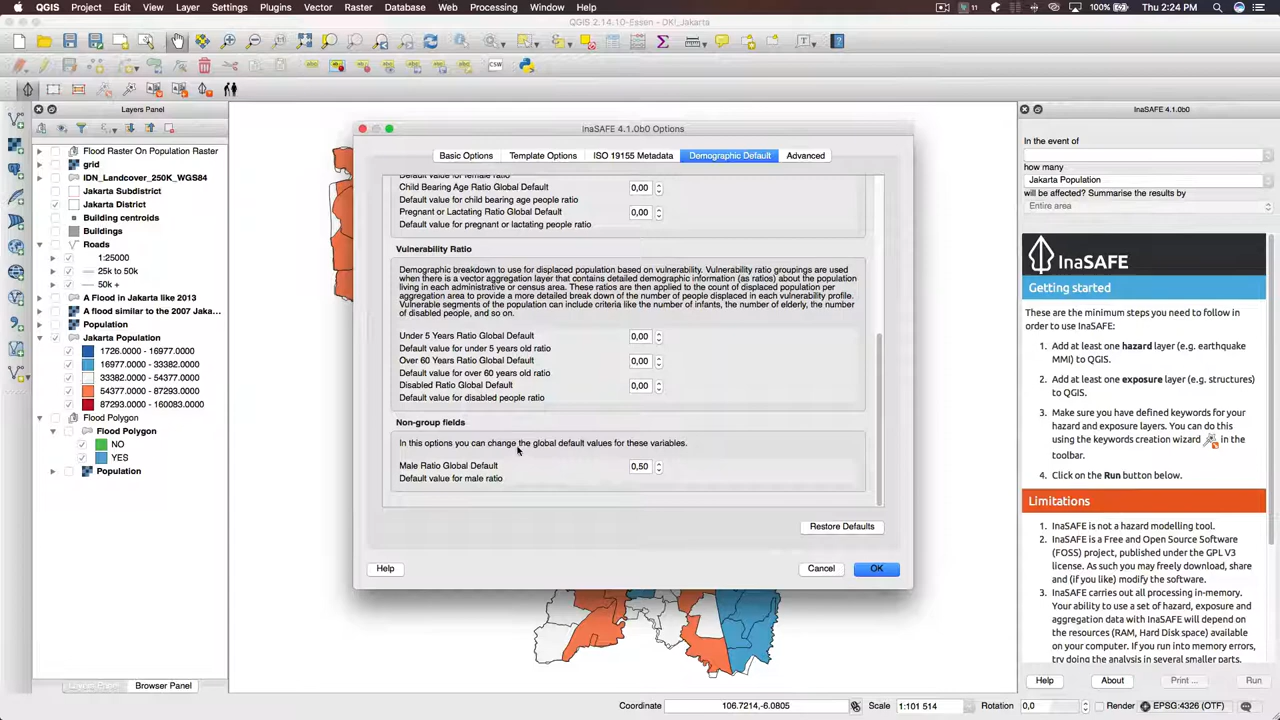 QGIS File Edit View Layer Settings Plugins Vector Raster Database Web Processing Window Help
11 100% Thu 2:24 PM
QGIS 2.14.10-Essen - DKI_Jakarta
CSW
Layers Panel
Flood Raster On Population Raster
grid
IDN_Landcover_250K_WGS84
Jakarta Subdistrict
Jakarta District
Building centroids
Buildings
Roads
1:25000
25k to 50k
50k +
A Flood in Jakarta like 2013
A flood similar to the 2007 Jaka...
Population
Jakarta Population
1726.0000 - 16977.0000
16977.0000 - 33382.0000
33382.0000 - 54377.0000
54377.0000 - 87293.0000
87293.0000 - 160083.0000
Flood Polygon
Flood Polygon
NO
YES
Population
Layers Panel Browser Panel
InaSAFE 4.1.0b0 Options
Basic Options Template Options ISO 19155 Metadata Demographic Default Advanced
Default value for female ratio
Child Bearing Age Ratio Global Default 0,00
Default value for child bearing age people ratio
Pregnant or Lactating Ratio Global Default 0,00
Default value for pregnant or lactating people ratio
Vulnerability Ratio
Demographic breakdown to use for displaced population based on vulnerability. Vulnerability ratio groupings are used
when there is a vector aggregation layer that contains detailed demographic information (as ratios) about the population
living in each administrative or census area. These ratios are then applied to the count of displaced population per
aggregation area to provide a more detailed break down of the number of people displaced in each vulnerability profile.
Vulnerable segments of the population can include criteria like the number of infants, the number of elderly, the number
of disabled people, and so on.
Under 5 Years Ratio Global Default 0,00
Default value for under 5 years old ratio
Over 60 Years Ratio Global Default 0,00
Default value for over 60 years old ratio
Disabled Ratio Global Default 0,00
Default value for disabled people ratio
Non-group fields
In this options you can change the global default values for these variables.
Male Ratio Global Default 0,50
Default value for male ratio
Restore Defaults
Help Cancel OK
InaSAFE 4.1.0b0
In the event of
how many
Jakarta Population
will be affected? Summarise the results by
Entire area
InaSAFE
Getting started
These are the minimum steps you need to follow in
order to use InaSAFE:
1. Add at least one hazard layer (e.g. earthquake
MMI) to QGIS.
2. Add at least one exposure layer (e.g. structures)
to QGIS.
3. Make sure you have defined keywords for your
hazard and exposure layers. You can do this
using the keywords creation wizard in the
toolbar.
4. Click on the Run button below.
Limitations
1. InaSAFE is not a hazard modelling tool.
2. InaSAFE is a Free and Open Source Software
(FOSS) project, published under the GPL V3
license. As such you may freely download, share
and (if you like) modify the software.
3. InaSAFE carries out all processing in-memory.
Your ability to use a set of hazard, exposure and
aggregation data with InaSAFE will depend on
the resources (RAM, Hard Disk space) available
on your computer. If you run into memory errors,
try doing the analysis in several smaller parts.
Help About Print ... Run
Coordinate 106.7214,-6.0805 Scale 1:101 514 Rotation 0,0 Render EPSG:4326 (OTF)